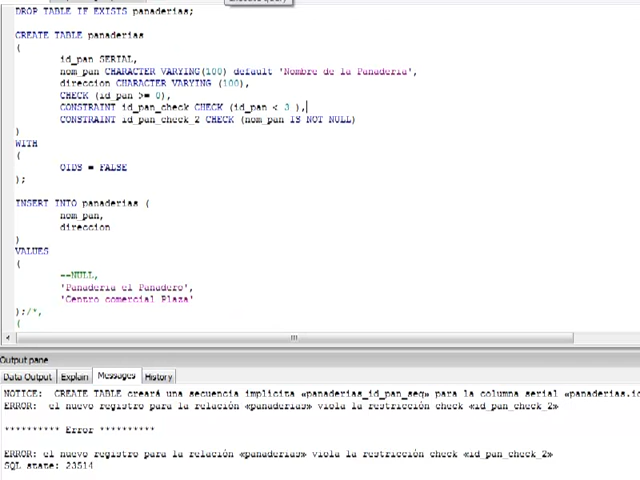 DROP TABLE IF EXISTS panaderias;
CREATE TABLE panaderias
(
id_pan SERIAL,
nom_pan CHARACTER VARYING(100) default 'Nombre de la Panaderia',
direccion CHARACTER VARYING (100),
CHECK (id_pan >= 0),
CONSTRAINT id_pan_check CHECK (id_pan < 3 ),
CONSTRAINT id_pan_check_2 CHECK (nom_pan IS NOT NULL)
)
WITH
(
OIDS = FALSE
);
INSERT INTO panaderias (
nom_pan,
direccion
)
VALUES
(
--NULL,
'Panaderia el Panadero',
'Centro comercial Plaza'
);/*,
(
Output pane
Data Output Explain Messages History
NOTICE: CREATE TABLE creará una secuencia implícita «panaderias_id_pan_seq» para la columna serial «panaderias.id
ERROR: el nuevo registro para la relación «panaderias» viola la restricción check «id_pan_check_2»
********** Error **********
ERROR: el nuevo registro para la relación «panaderias» viola la restricción check «id_pan_check_2»
SQL state: 23514